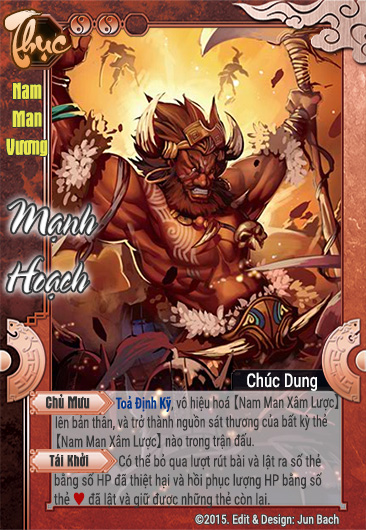 Thục
Nam
Man
Vương
Mạnh
Hoạch
Chúc Dung
Chủ Mưu
Toả Định Kỹ, vô hiệu hoá【Nam Man Xâm Lược】
lên bản thân, và trở thành nguồn sát thương của bất kỳ thẻ
【Nam Man Xâm Lược】nào trong trận đấu.
Tái Khởi
Có thể bỏ qua lượt rút bài và lật ra số thẻ
bằng số HP đã thiệt hại và hồi phục lượng HP bằng số
thẻ ♥ đã lật và giữ được những thẻ còn lại.
©2015. Edit & Design: Jun Bach